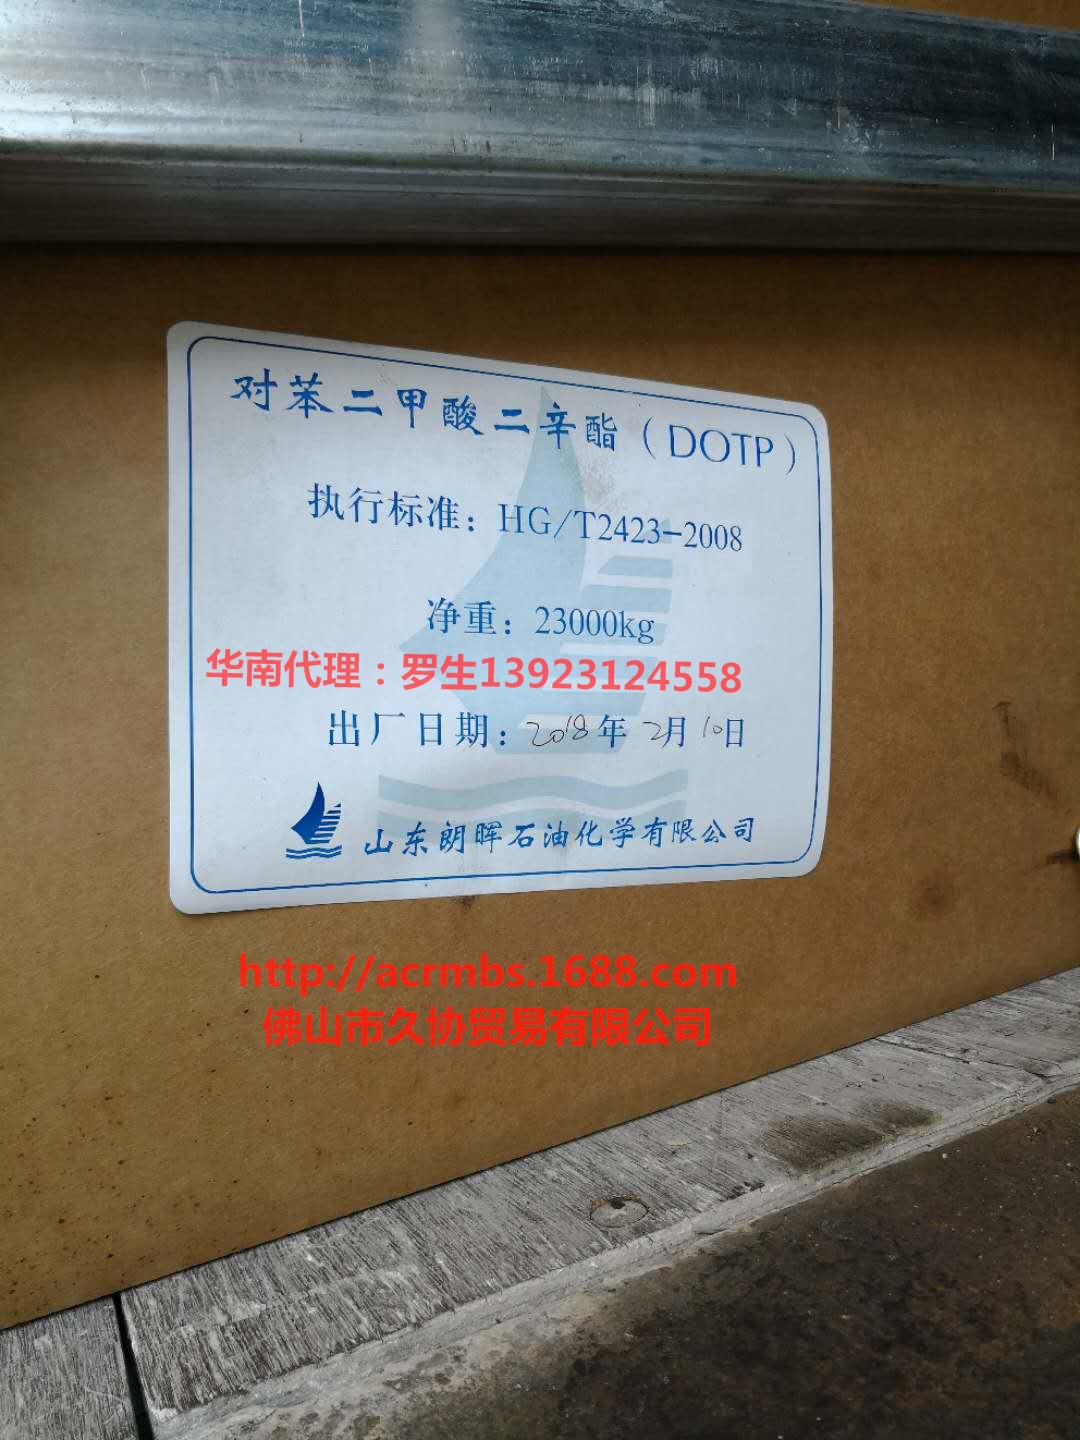 对苯二甲酸二辛酯（DOTP）
执行标准：HG/T2423-2008
净重：23000kg
华南代理：罗生13923124558
出厂日期：2018年2月10日
山东朗晖石油化学有限公司
http://acrmbs.1688.com
佛山市久协贸易有限公司